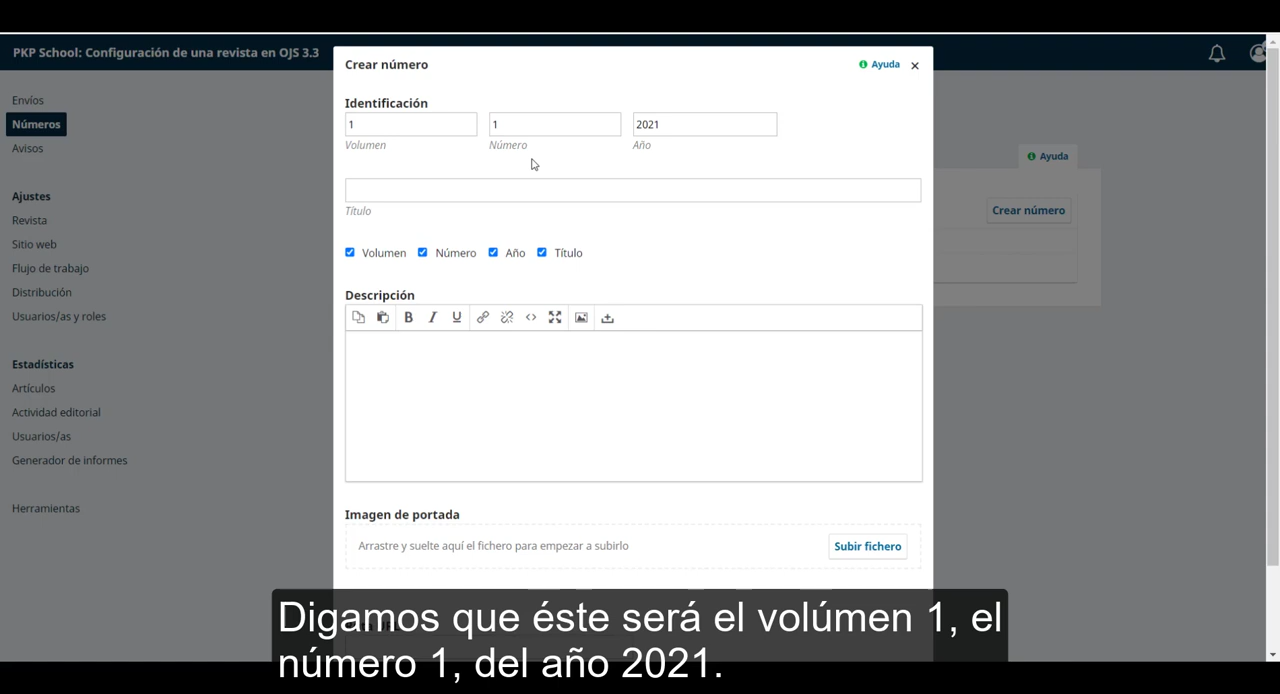 PKP School: Configuración de una revista en OJS 3.3
Envíos
Números
Avisos
Ajustes
Revista
Sitio web
Flujo de trabajo
Distribución
Usuarios/as y roles
Estadísticas
Artículos
Actividad editorial
Usuarios/as
Generador de informes
Herramientas
Ayuda
Crear número
Crear número
Ayuda
Identificación
1 1 2021
Volumen Número Año
Título
Volumen Número Año Título
Descripción
B I U
Imagen de portada
Arrastre y suelte aquí el fichero para empezar a subirlo
Subir fichero
Digamos que éste será el volúmen 1, el
número 1, del año 2021.